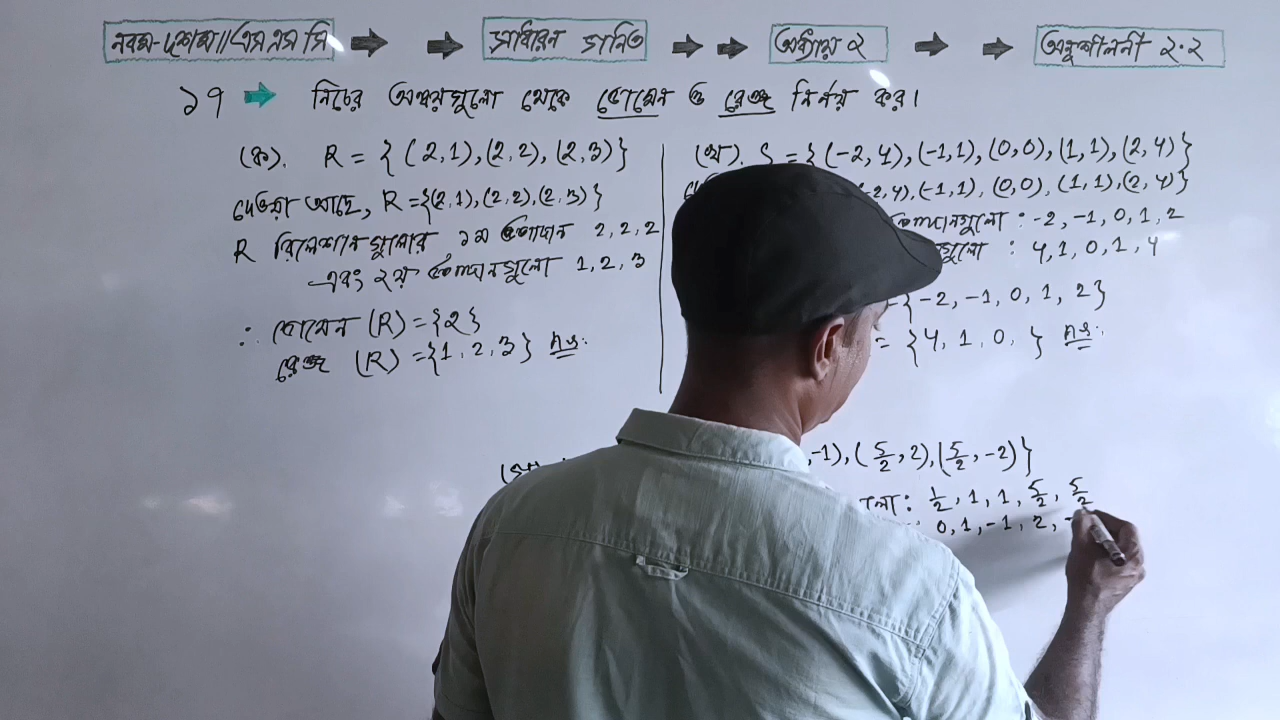 নবম-দশম//এসএসসি সাধারন গনিত অধ্যায় ২ অনুশীলনী ২.২
১৭ নিচের অন্বয়গুলো থেকে ডোমেন ও রেঞ্জ নির্ণয় কর।
(ক). R = { (2,1),(2,2),(2,3)}
দেওয়া আছে, R ={(2,1),(2,2),(2,3)}
R রিলেশানগুলোর ১ম উপাদান 2,2,2
এবং ২য় উপাদানগুলো 1,2,3
∴ ডোমেন (R) ={2}
রেঞ্জ (R) ={1,2,3} Ans:
(খ). S ={(-2,4),(-1,1),(0,0),(1,1),(2,4)}
-2,4),(-1,1),(0,0),(1,1),(2,4)}
উপাদানগুলো : -2,-1,0,1,2
গুলো : 4,1,0,1,4
={-2,-1,0,1,2}
= {4,1,0, } Ans:
,-1),(5/2,2),(5/2,-2)}
লো: 1/2,1,1,5/2,5/2
0,1,-1,2,-